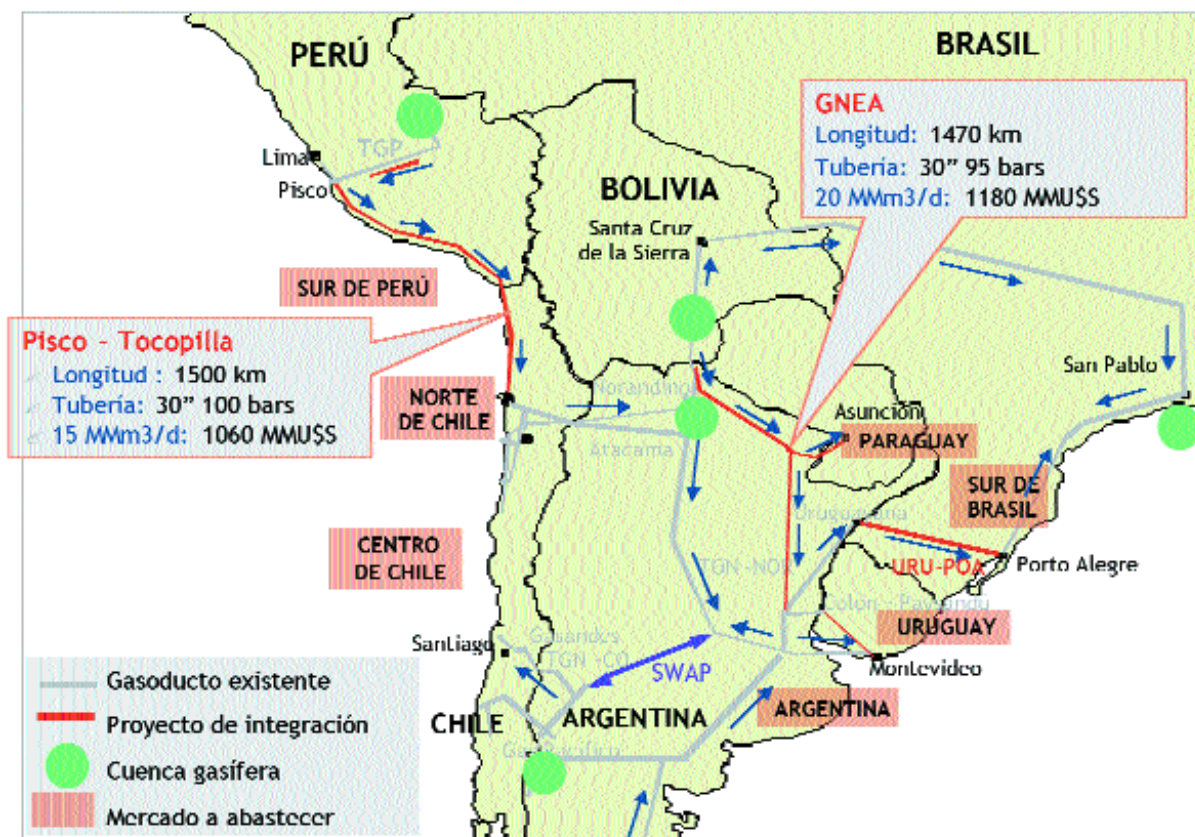 PERÚ
BRASIL
GNEA
Longitud: 1470 km
Tubería: 30” 95 bars
20 MMm3/d: 1180 MMU$S
Lima
TGP
Pisco
BOLIVIA
Santa Cruz
de la Sierra
SUR DE PERÚ
Pisco - Tocopilla
Longitud : 1500 km
Tubería: 30” 100 bars
15 MMm3/d: 1060 MMU$S
San Pablo
NORTE
DE CHILE
Norandino
Asunción
PARAGUAY
Atacama
SUR DE
BRASIL
Uruguayana
CENTRO
DE CHILE
TGN -NOR
URU-POA
Porto Alegre
Colón - Paysandú
URUGUAY
Santiago
Gasandes
TGN -CO
SWAP
Montevideo
Gasoducto existente
Proyecto de integración
CHILE
ARGENTINA
ARGENTINA
GasPacífico
Cuenca gasífera
Mercado a abastecer